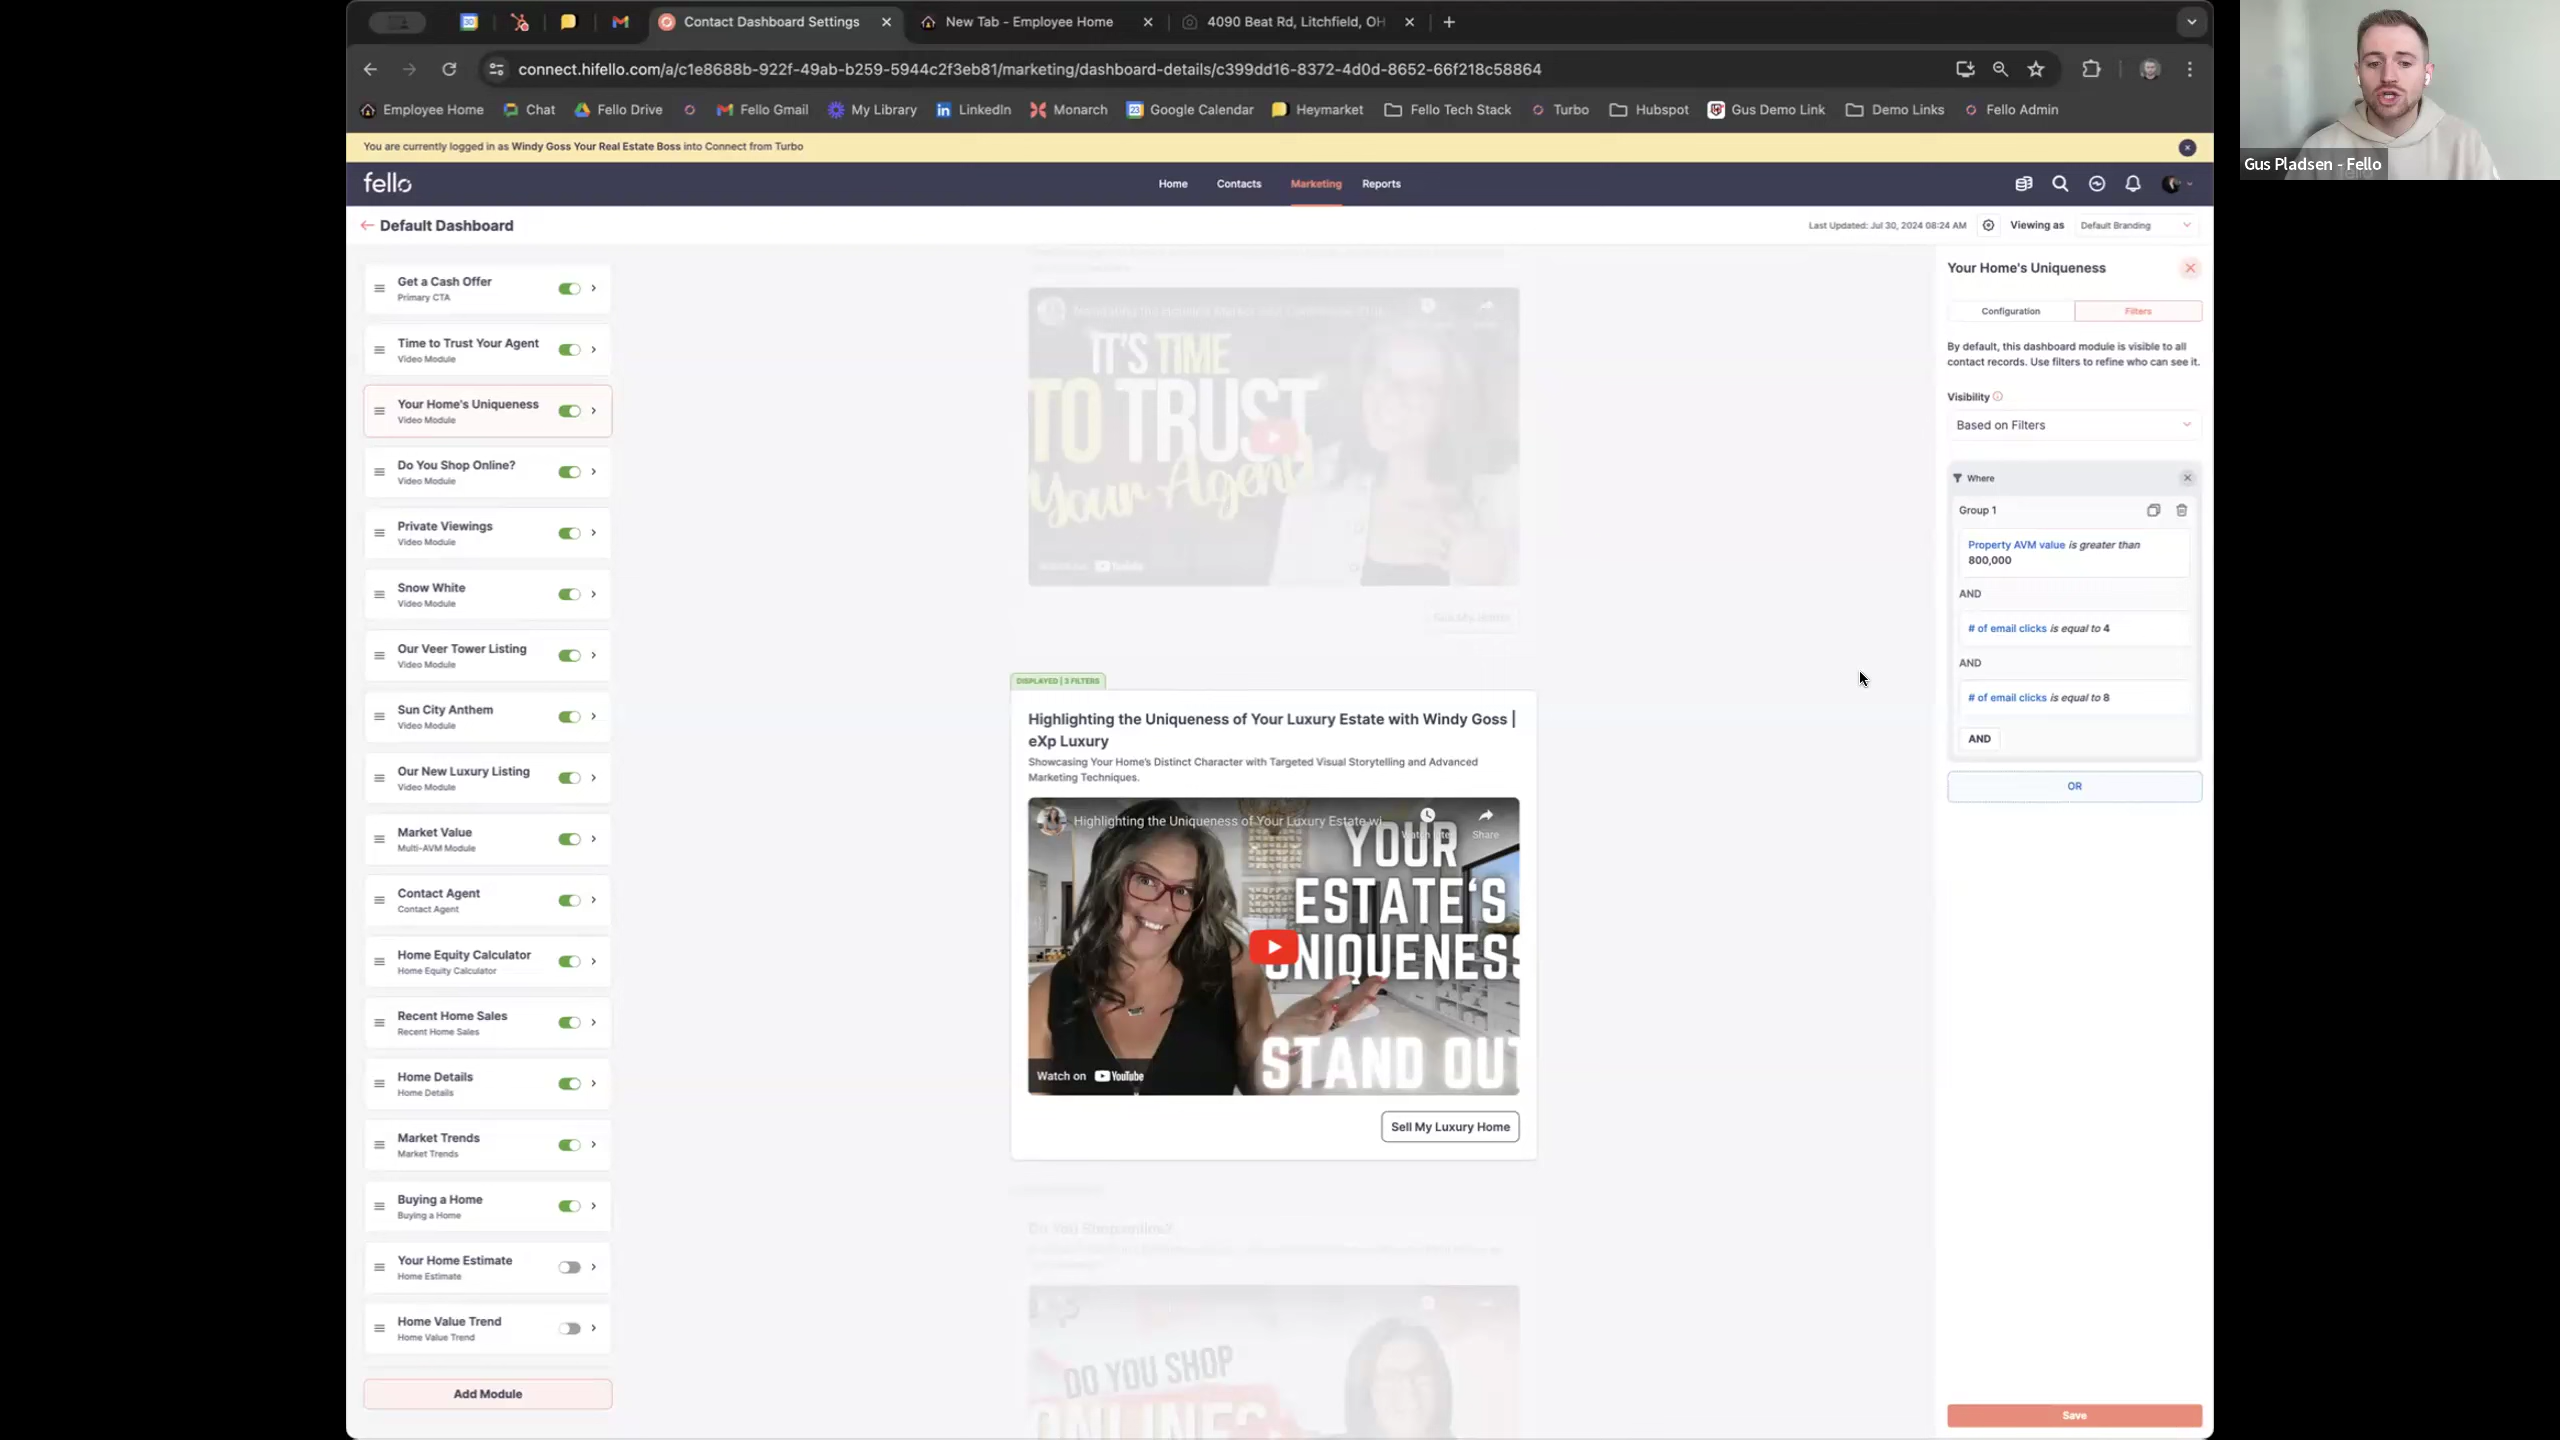 Contact Dashboard Settings
New Tab - Employee Home
4090 Beat Rd, Litchfield, OH
connect.hifello.com/a/c1e8688b-922f-49ab-b259-5944c2f3eb81/marketing/dashboard-details/c399dd16-8372-4d0d-8652-66f218c58864
Employee Home Chat Fello Drive Fello Gmail My Library LinkedIn Monarch Google Calendar Heymarket Fello Tech Stack Turbo Hubspot Gus Demo Link Demo Links Fello Admin
You are currently logged in as Windy Goss Your Real Estate Boss into Connect from Turbo
fello
Home Contacts Marketing Reports
Default Dashboard
Last Updated: Jul 30, 2024 08:24 AM
Viewing as Default Branding
Get a Cash Offer
Primary CTA
Time to Trust Your Agent
Video Module
Your Home's Uniqueness
Video Module
Do You Shop Online?
Video Module
Private Viewings
Video Module
Snow White
Video Module
Our Veer Tower Listing
Video Module
Sun City Anthem
Video Module
Our New Luxury Listing
Video Module
Market Value
Multi-AVM Module
Contact Agent
Contact Agent
Home Equity Calculator
Home Equity Calculator
Recent Home Sales
Recent Home Sales
Home Details
Home Details
Market Trends
Market Trends
Buying a Home
Buying a Home
Your Home Estimate
Home Estimate
Home Value Trend
Home Value Trend
Add Module
IT'S TIME
TO TRUST
Your Agent
DISPLAYED | 3 FILTERS
Highlighting the Uniqueness of Your Luxury Estate with Windy Goss |
eXp Luxury
Showcasing Your Home's Distinct Character with Targeted Visual Storytelling and Advanced
Marketing Techniques.
Highlighting the Uniqueness of Your Luxury Estate wi...
Watch later
Share
YOUR
ESTATE'S
UNIQUENESS
STAND OUT
Watch on YouTube
Sell My Luxury Home
Do You Shop online?
DO YOU SHOP
ONLINE
Your Home's Uniqueness
Configuration Filters
By default, this dashboard module is visible to all
contact records. Use filters to refine who can see it.
Visibility
Based on Filters
Where
Group 1
Property AVM value is greater than
800,000
AND
# of email clicks is equal to 4
AND
# of email clicks is equal to 8
AND
OR
Save
Gus Pladsen - Fello